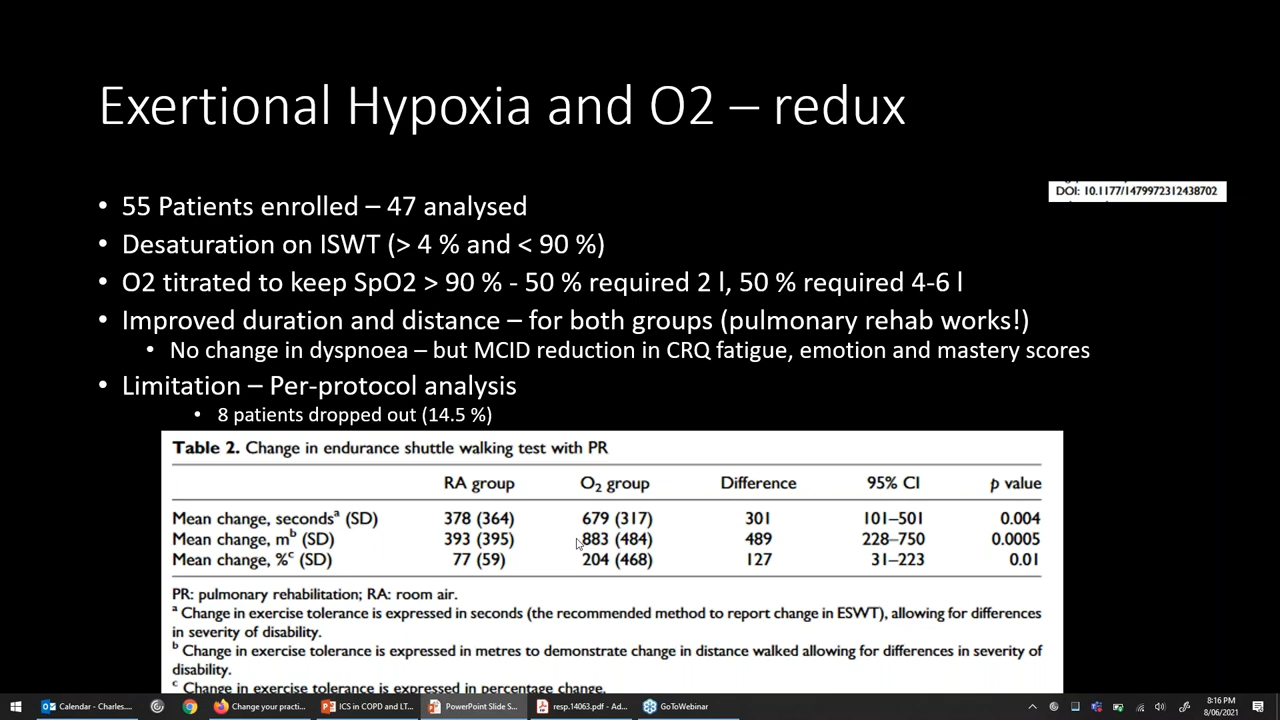 Exertional Hypoxia and O2 – redux
DOI: 10.1177/1479972312438702
• 55 Patients enrolled – 47 analysed
• Desaturation on ISWT (> 4 % and < 90 %)
• O2 titrated to keep SpO2 > 90 % - 50 % required 2 l, 50 % required 4-6 l
• Improved duration and distance – for both groups (pulmonary rehab works!)
• No change in dyspnoea – but MCID reduction in CRQ fatigue, emotion and mastery scores
• Limitation – Per-protocol analysis
• 8 patients dropped out (14.5 %)
Table 2. Change in endurance shuttle walking test with PR
RA group O₂ group Difference 95% CI p value
Mean change, secondsᵃ (SD) 378 (364) 679 (317) 301 101–501 0.004
Mean change, mᵇ (SD) 393 (395) 883 (484) 489 228–750 0.0005
Mean change, %ᶜ (SD) 77 (59) 204 (468) 127 31–223 0.01
PR: pulmonary rehabilitation; RA: room air.
ᵃ Change in exercise tolerance is expressed in seconds (the recommended method to report change in ESWT), allowing for differences
in severity of disability.
ᵇ Change in exercise tolerance is expressed in metres to demonstrate change in distance walked allowing for differences in severity of
disability.
ᶜ Change in exercise tolerance is expressed in percentage change.
Calendar - Charles.... Change your practi... ICS in COPD and LT... PowerPoint Slide S... resp.14063.pdf - Ad... GoToWebinar
8:16 PM
8/06/2021